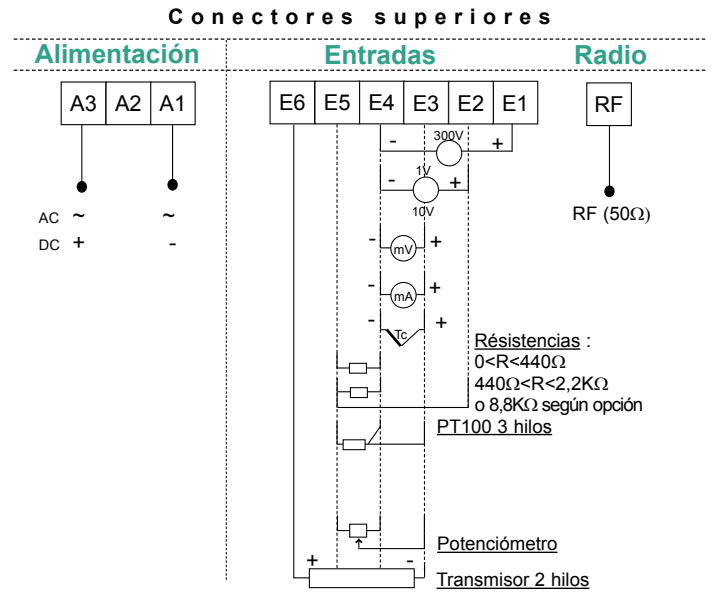 Conectores superiores
Alimentación Entradas Radio
A3 A2 A1 E6 E5 E4 E3 E2 E1 RF
- 300V +
- 1V +
10V
AC ~ ~ RF (50Ω)
DC + -
- mV +
- mA +
- Tc +
Résistencias :
0<R<440Ω
440Ω<R<2,2KΩ
o 8,8KΩ según opción
PT100 3 hilos
Potenciómetro
+ -
Transmisor 2 hilos